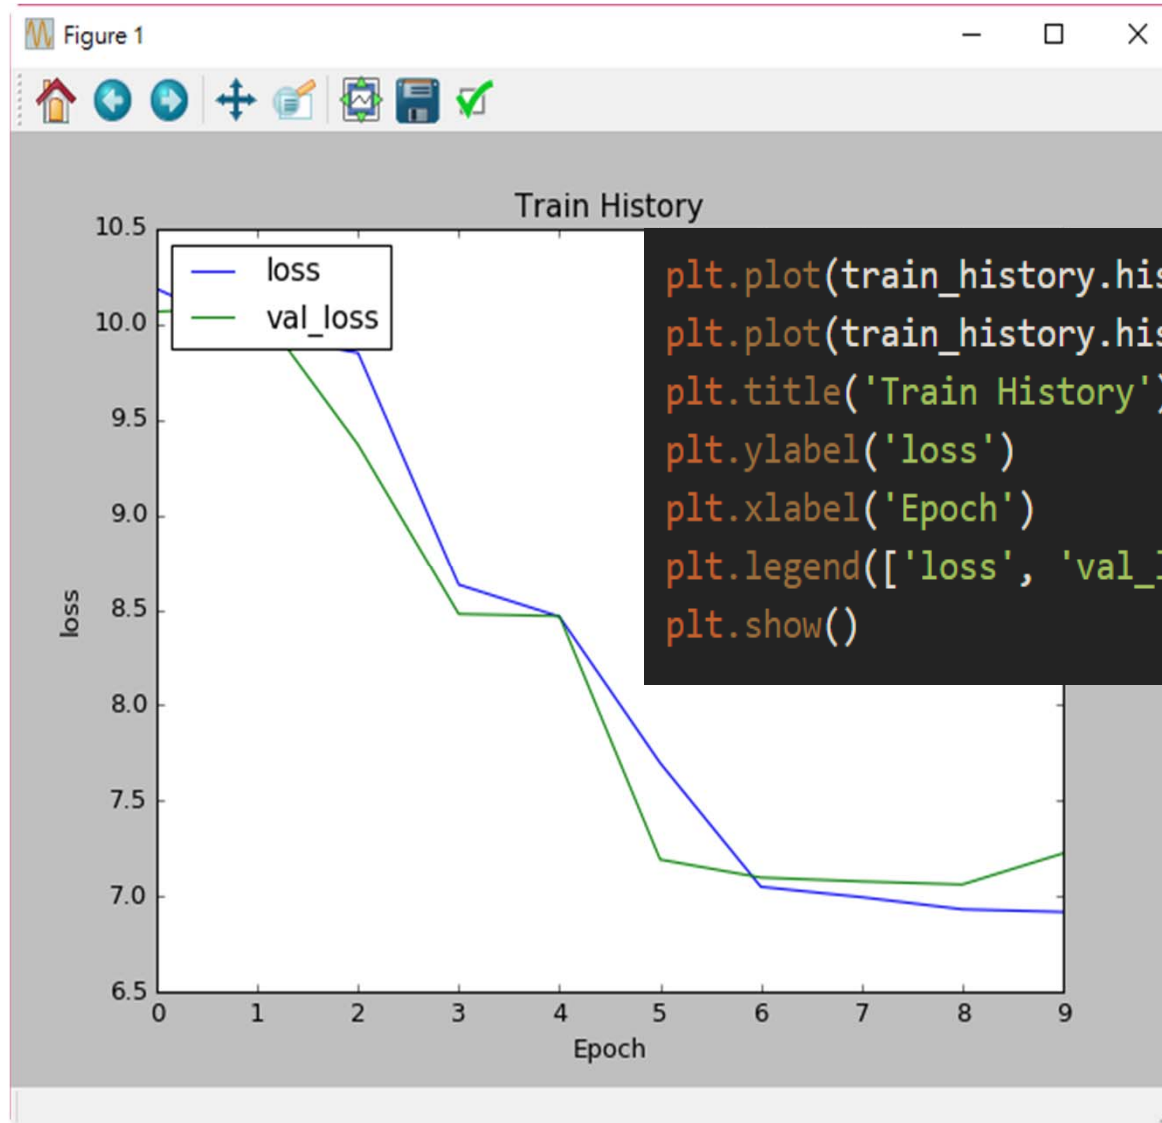 Figure 1
Train History
10.5
10.0
9.5
9.0
8.5
8.0
7.5
7.0
6.5
loss
loss
val_loss
0 1 2 3 4 5 6 7 8 9
Epoch
plt.plot(train_history.his
plt.plot(train_history.his
plt.title('Train History')
plt.ylabel('loss')
plt.xlabel('Epoch')
plt.legend(['loss', 'val_l
plt.show()